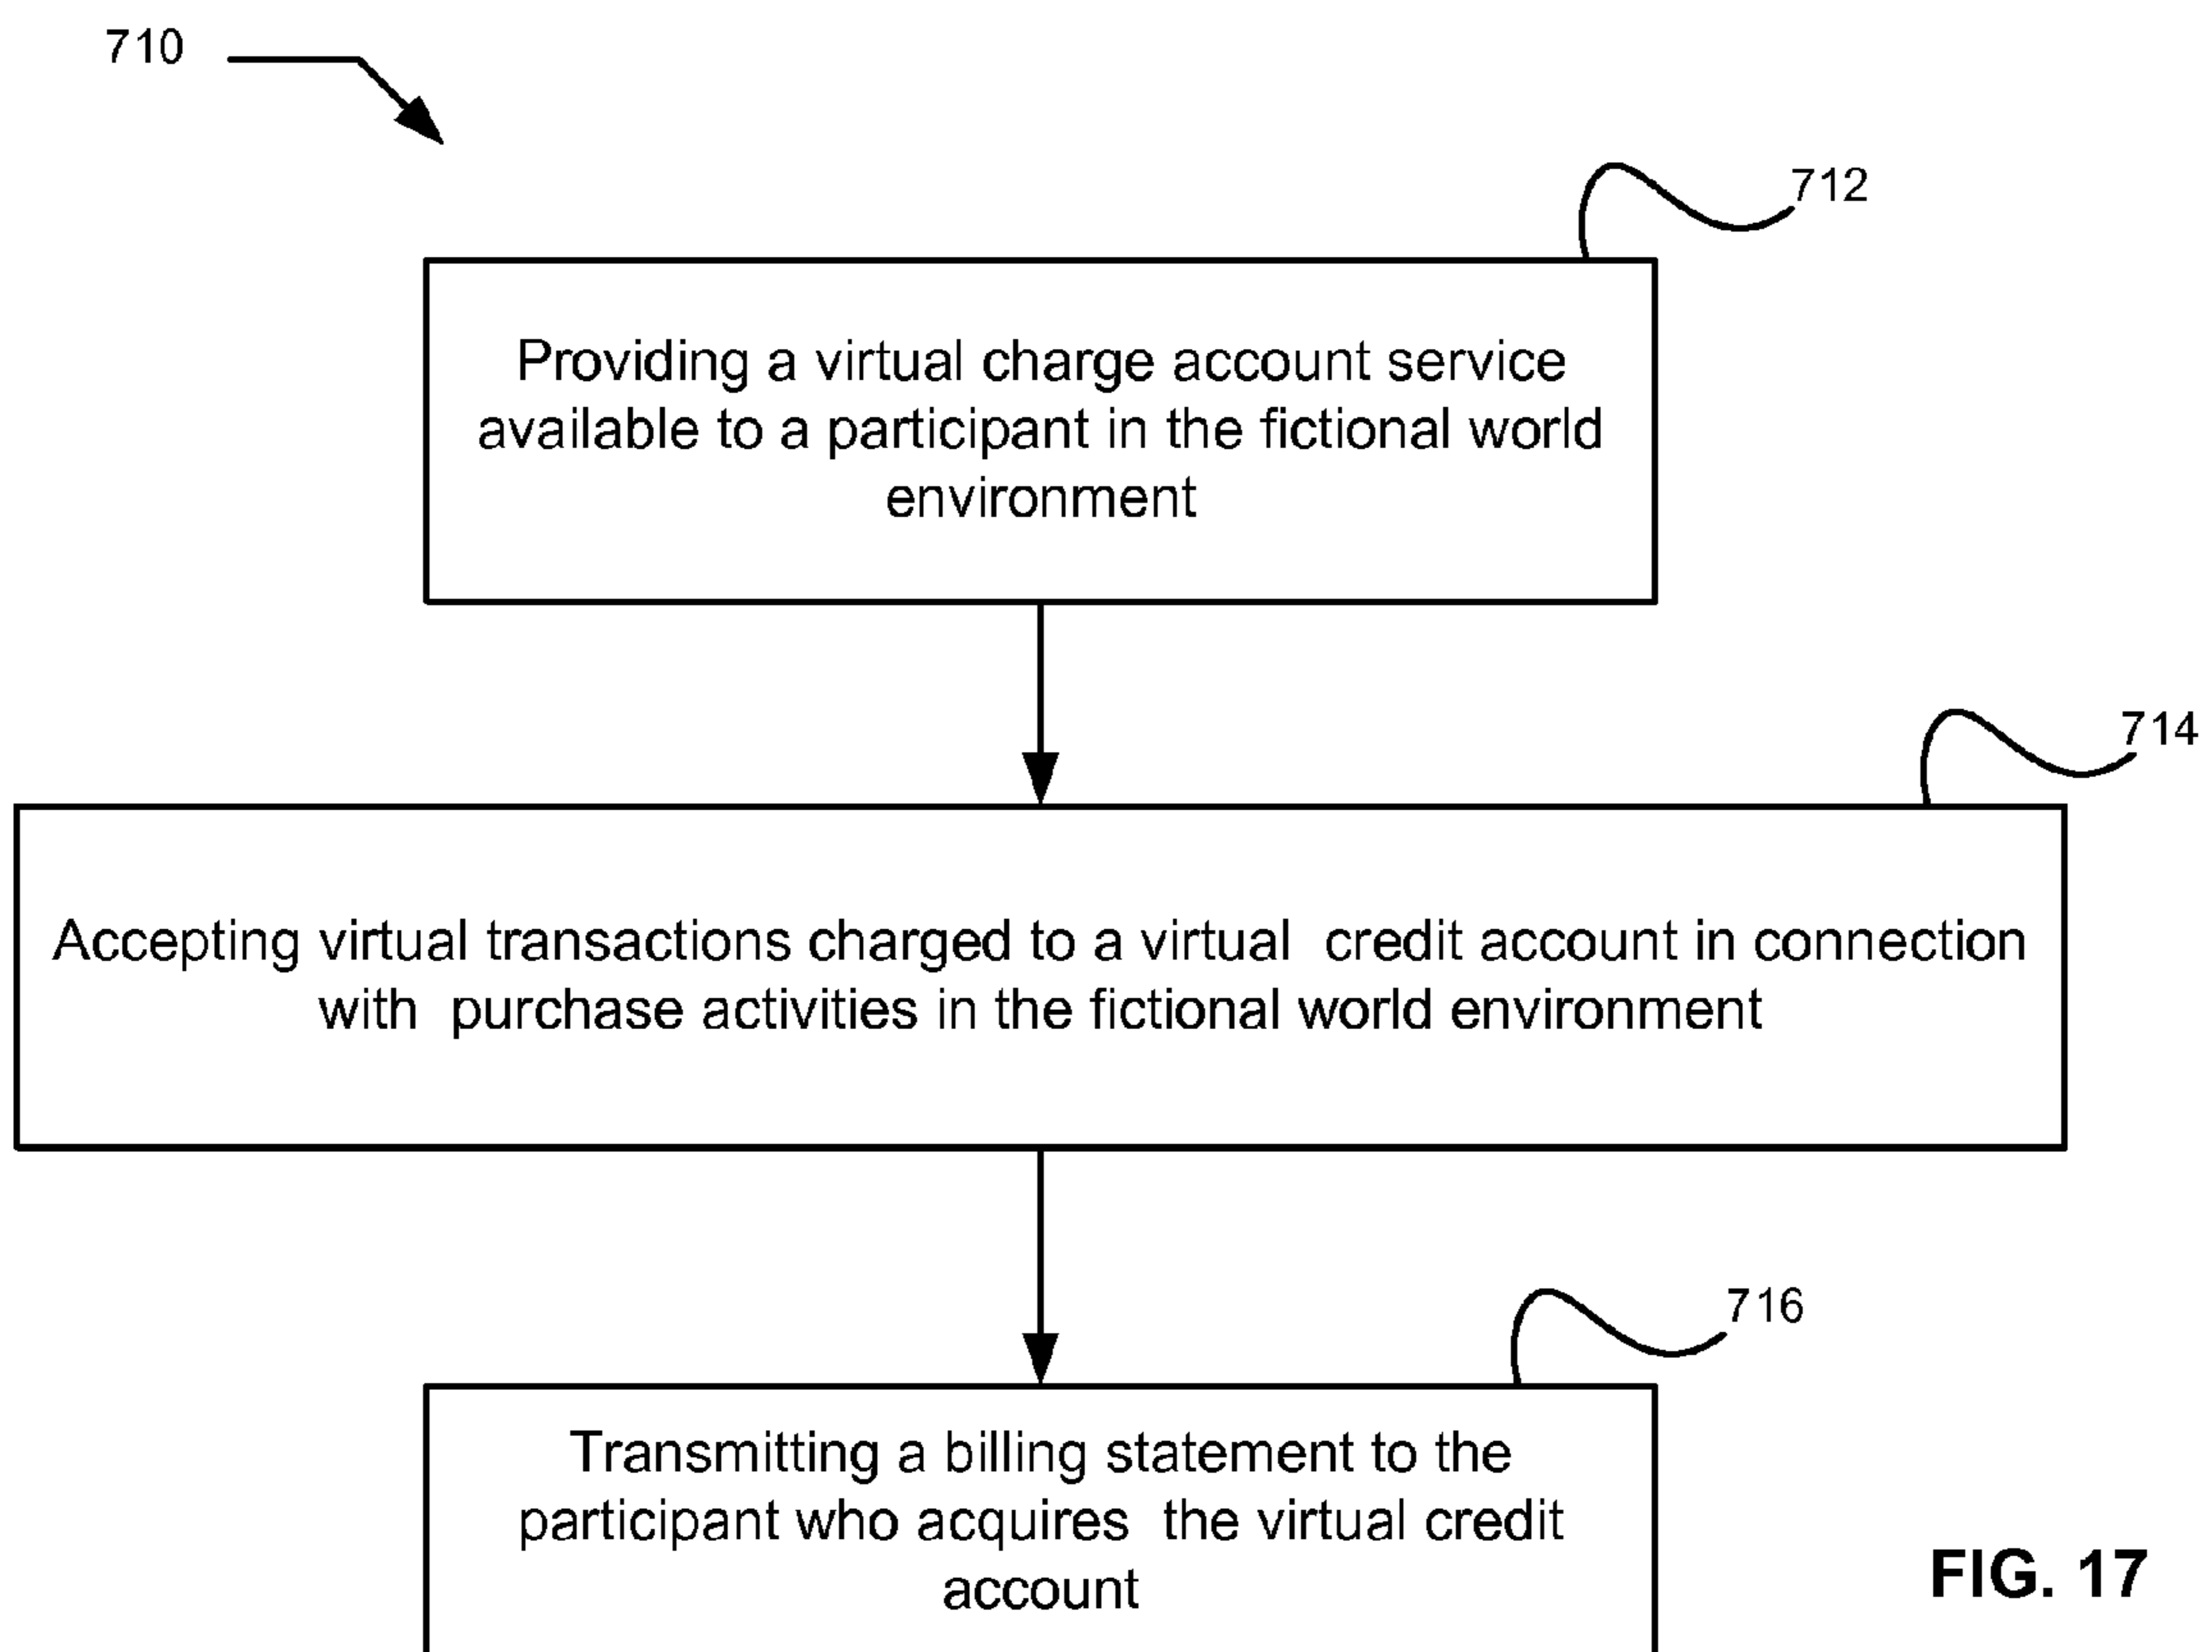 710
712
Providing a virtual charge account service
available to a participant in the fictional world
environment
714
Accepting virtual transactions charged to a virtual credit account in connection
with purchase activities in the fictional world environment
716
Transmitting a billing statement to the
participant who acquires the virtual credit
account
FIG. 17